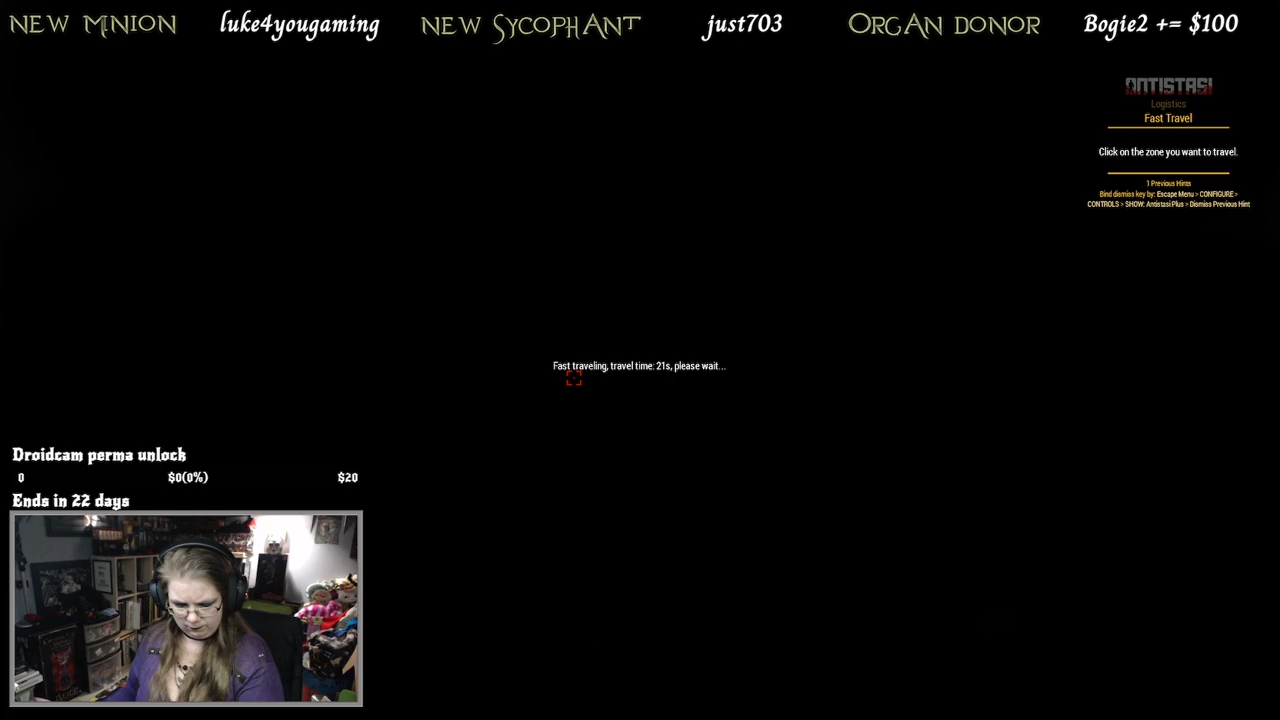 NEW MINION luke4yougaming NEW SYCOPHANT just703 ORGAN DONOR Bogie2 += $100
ANTISTASI
Logistics
Fast Travel
Click on the zone you want to travel.
1 Previous Hints
Bind dismiss key by: Escape Menu > CONFIGURE >
CONTROLS > SHOW: Antistasi Plus > Dismiss Previous Hint
Fast traveling, travel time: 21s, please wait...
Droidcam perma unlock
0 $0(0%) $20
Ends in 22 days